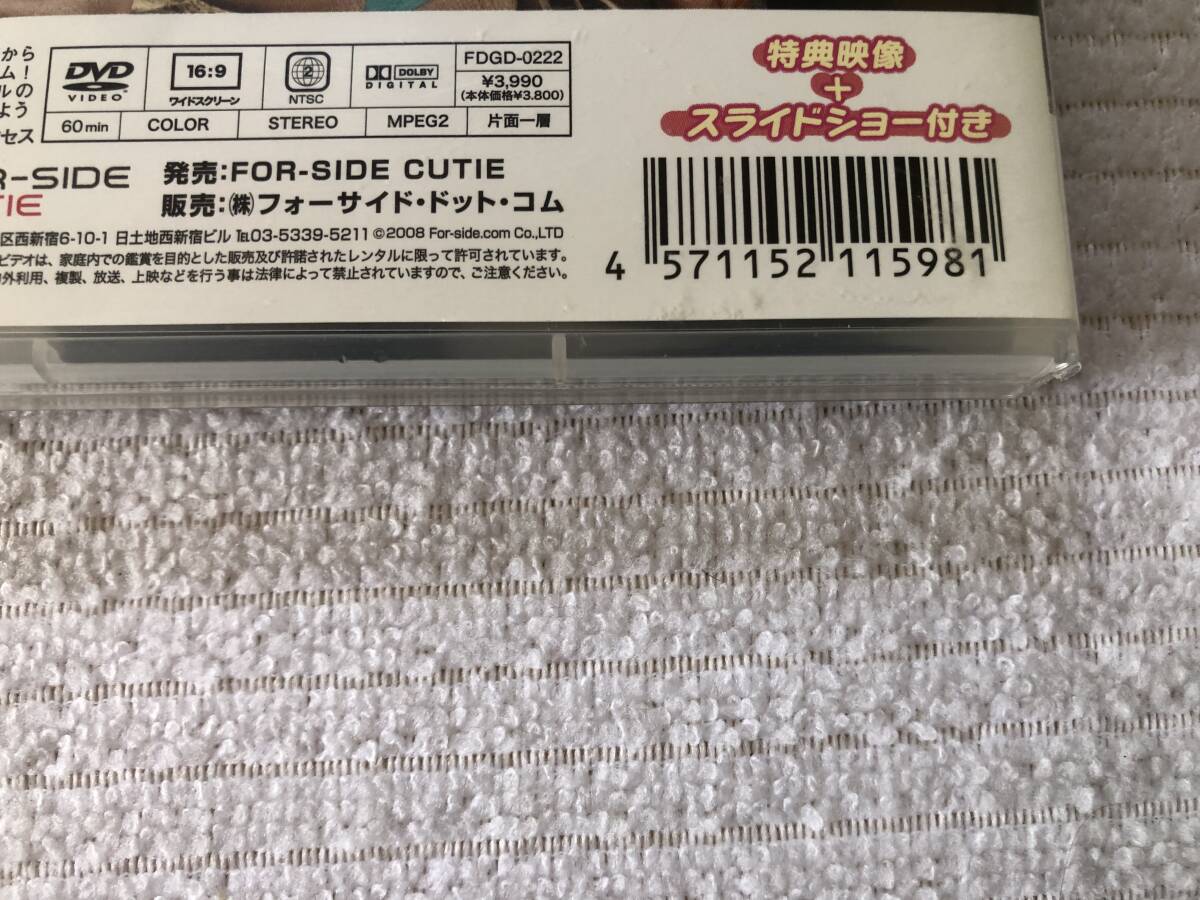 から
ム！
ルの
よう
セス
DVD VIDEO
16:9 ワイドスクリーン
2 NTSC
DOLBY DIGITAL
FDGD-0222
¥3,990
(本体価格¥3.800)
60min COLOR STEREO MPEG2 片面一層
特典映像
+
スライドショー付き
R-SIDE
TIE
発売：FOR-SIDE CUTIE
販売：㈱フォーサイド・ドット・コム
区西新宿6-10-1 日土地西新宿ビル ℡03-5339-5211 ©2008 For-side.com Co.,LTD
ビデオは、家庭内での鑑賞を目的とした販売及び許諾されたレンタルに限って許可されています。
外利用、複製、放送、上映などを行う事は法律によって禁止されていますので、ご注意ください。
4 571152 115981